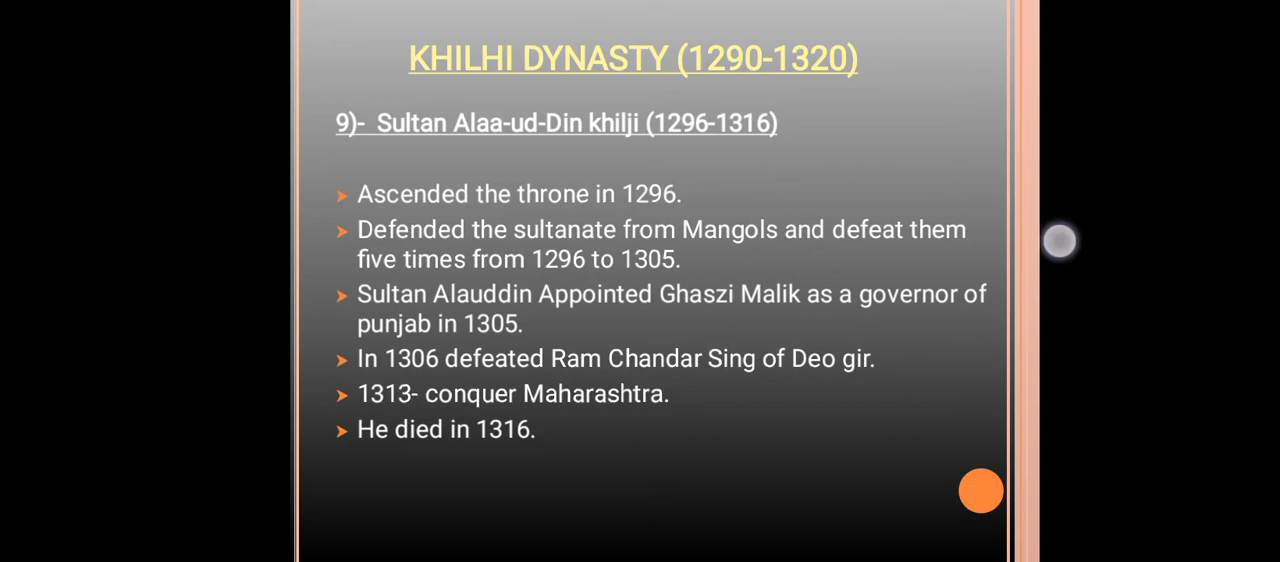 KHILHI DYNASTY (1290-1320)
9)-  Sultan Alaa-ud-Din khilji (1296-1316)
Ascended the throne in 1296.
Defended the sultanate from Mangols and defeat them
five times from 1296 to 1305.
Sultan Alauddin Appointed Ghaszi Malik as a governor of
punjab in 1305.
In 1306 defeated Ram Chandar Sing of Deo gir.
1313- conquer Maharashtra.
He died in 1316.